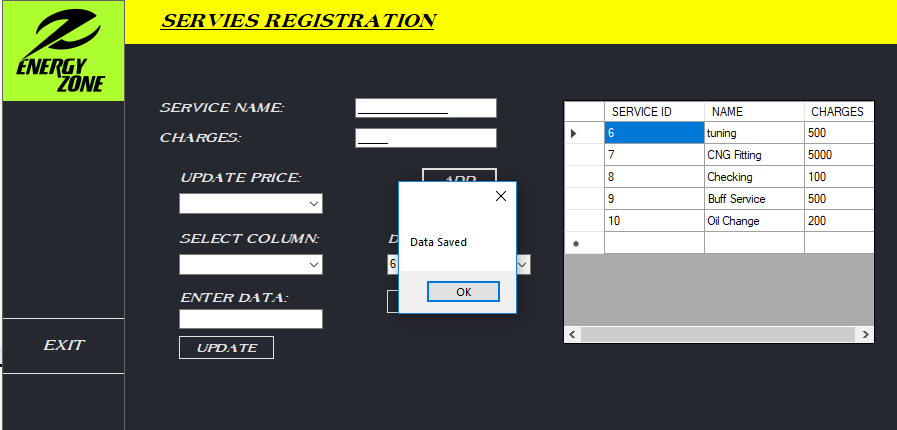 SERVIES REGISTRATION
ENERGY
ZONE
SERVICE NAME:
CHARGES:
UPDATE PRICE:
SELECT COLUMN:
6
ENTER DATA:
UPDATE
EXIT
Data Saved
OK
SERVICE ID NAME CHARGES
6 tuning 500
7 CNG Fitting 5000
8 Checking 100
9 Buff Service 500
10 Oil Change 200